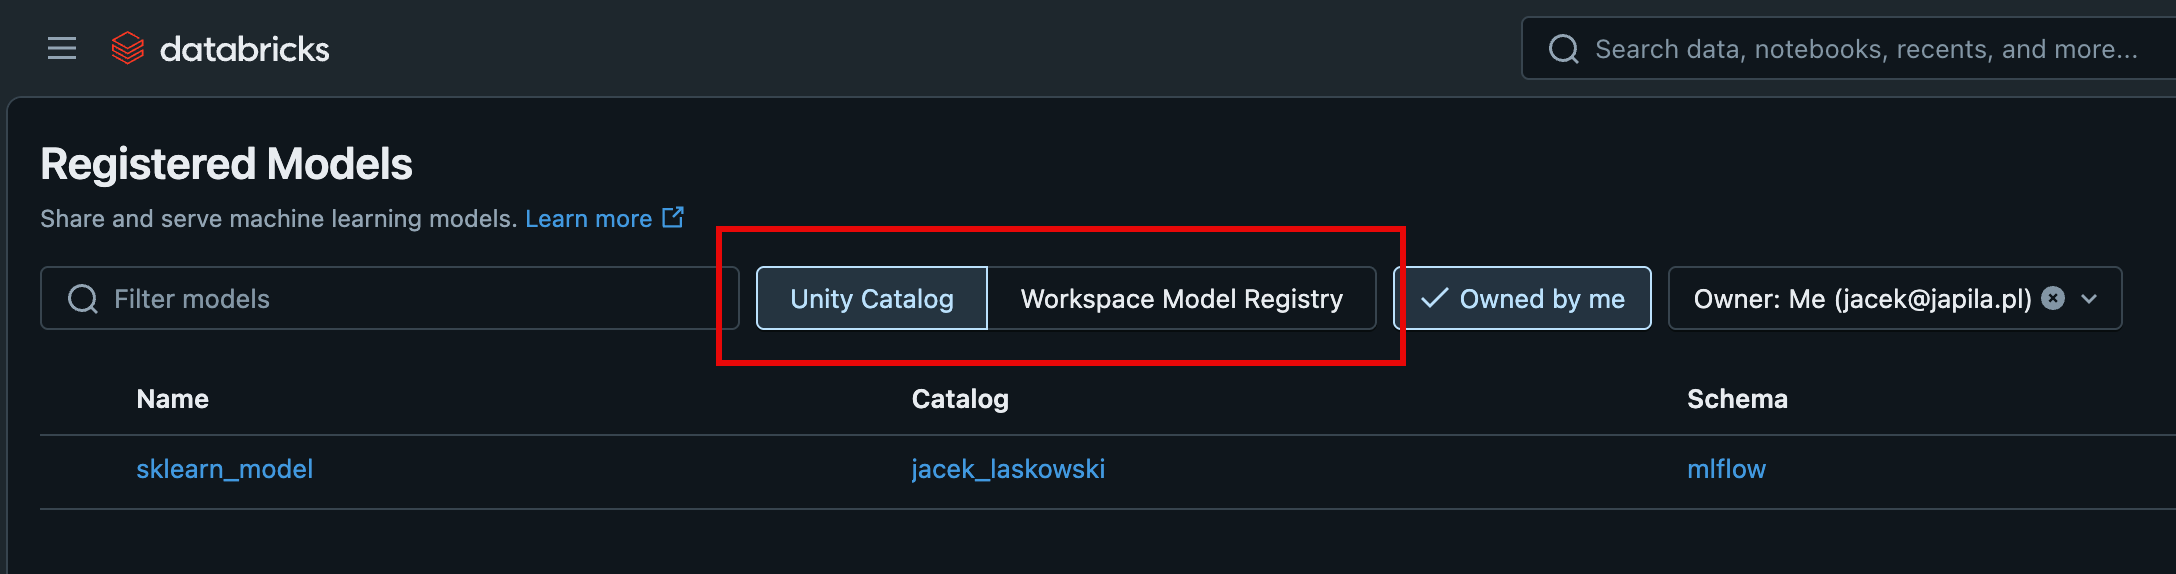 databricks
Search data, notebooks, recents, and more...
Registered Models
Share and serve machine learning models. Learn more
Filter models
Unity Catalog
Workspace Model Registry
Owned by me
Owner: Me (jacek@japila.pl)
Name Catalog Schema
sklearn_model jacek_laskowski mlflow